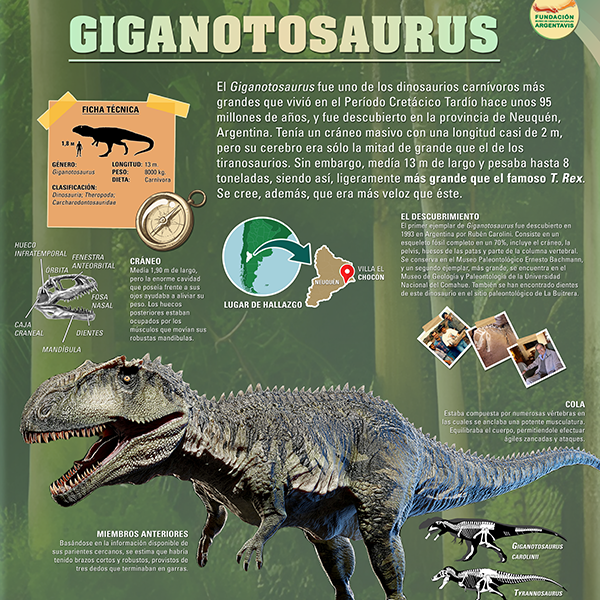 GIGANOTOSAURUS
FUNDACIÓN
ARGENTAVIS
El Giganotosaurus fue uno de los dinosaurios carnívoros más
grandes que vivió en el Período Cretácico Tardío hace unos 95
millones de años, y fue descubierto en la provincia de Neuquén,
Argentina. Tenía un cráneo masivo con una longitud casi de 2 m,
pero su cerebro era sólo la mitad de grande que el de los
tiranosaurios. Sin embargo, medía 13 m de largo y pesaba hasta 8
toneladas, siendo así, ligeramente más grande que el famoso T. Rex.
Se cree, además, que era más veloz que éste.
FICHA TÉCNICA
1,8 m
GÉNERO:
Giganotosaurus
LONGITUD: 13 m
PESO: 8000 kg.
DIETA: Carnívora
CLASIFICACIÓN:
Dinosauria; Theropoda;
Carcharodontosauridae
HUECO
INFRATEMPORAL
FENESTRA
ANTEORBITAL
ÓRBITA
FOSA
NASAL
CAJA
CRANEAL
DIENTES
MANDÍBULA
CRÁNEO
Medía 1,90 m de largo,
pero la enorme cavidad
que poseía frente a sus
ojos ayudaba a aliviar su
peso. Los huecos
posteriores estaban
ocupados por los
músculos que movían sus
robustas mandíbulas.
LUGAR DE HALLAZGO
NEUQUÉN
VILLA EL
CHOCÓN
EL DESCUBRIMIENTO
El primer ejemplar de Giganotosaurus fue descubierto en
1993 en Argentina por Rubén Carolini. Consiste en un
esqueleto fósil completo en un 70%, incluye el cráneo, la
pelvis, huesos de las patas y parte de la columna vertebral.
Se conserva en el Museo Paleontológico Ernesto Bachmann,
y un segundo ejemplar, más grande, se encuentra en el
Museo de Geología y Paleontología de la Universidad
Nacional del Comahue. También se han encontrado dientes
de este dinosaurio en el sitio paleontológico de La Buitrera.
COLA
Estaba compuesta por numerosas vértebras en
las cuales se anclaba una potente musculatura.
Equilibraba el cuerpo, permitiéndole efectuar
ágiles zancadas y ataques.
MIEMBROS ANTERIORES
Basándose en la información disponible de
sus parientes cercanos, se estima que habría
tenido brazos cortos y robustos, provistos de
tres dedos que terminaban en garras.
GIGANOTOSAURUS
CAROLINII
TYRANNOSAURUS